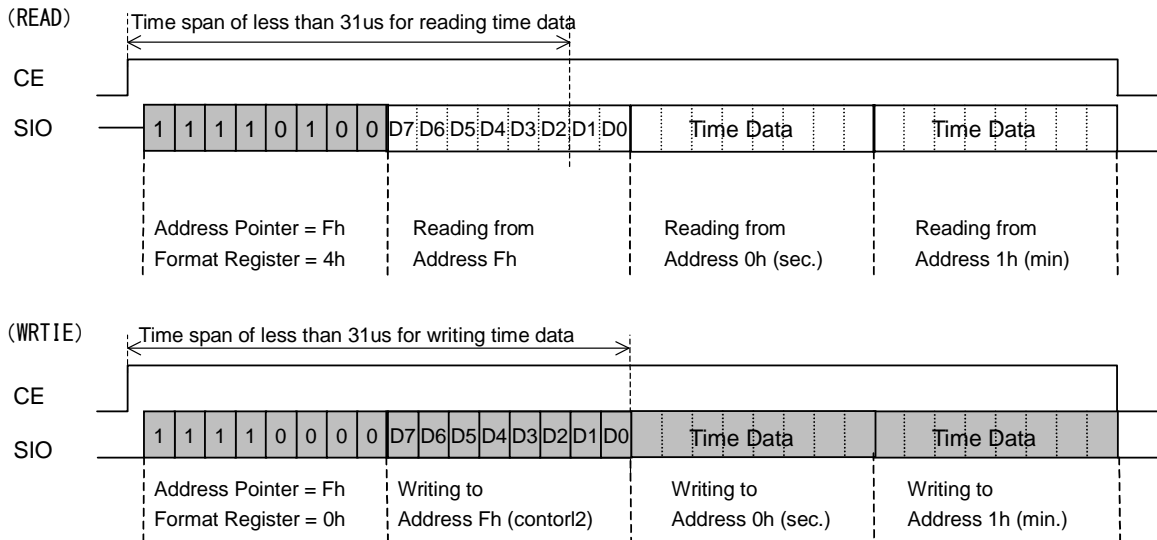 (READ)
Time span of less than 31us for reading time data
CE
SIO
1 1 1 1 0 1 0 0 D7 D6 D5 D4 D3 D2 D1 D0 Time Data Time Data
Address Pointer = Fh
Format Register = 4h
Reading from
Address Fh
Reading from
Address 0h (sec.)
Reading from
Address 1h (min)
(WRTIE)
Time span of less than 31us for writing time data
CE
SIO
1 1 1 1 0 0 0 0 D7 D6 D5 D4 D3 D2 D1 D0 Time Data Time Data
Address Pointer = Fh
Format Register = 0h
Writing to
Address Fh (contorl2)
Writing to
Address 0h (sec.)
Writing to
Address 1h (min.)